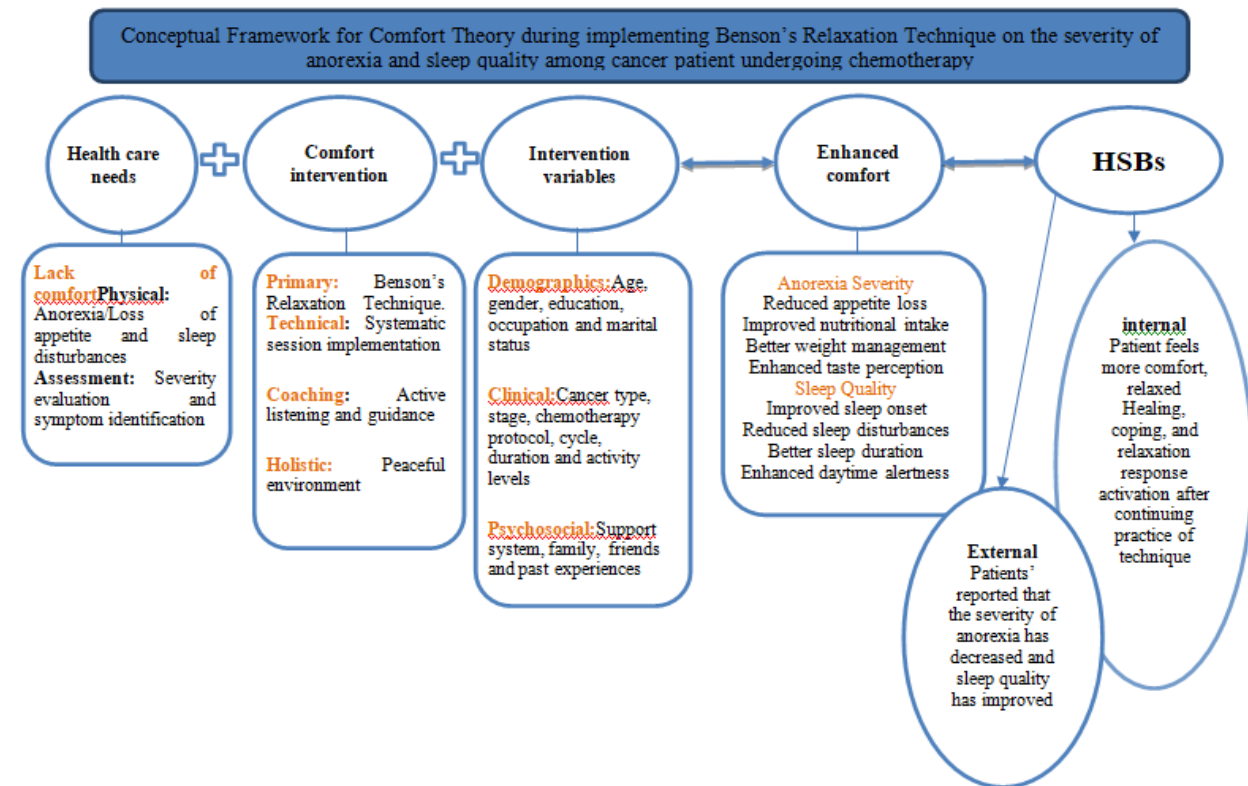 Conceptual Framework for Comfort Theory during implementing Benson's Relaxation Technique on the severity of
anorexia and sleep quality among cancer patient undergoing chemotherapy
Health care
needs
Comfort
intervention
Intervention
variables
Enhanced
comfort
HSBs
Lack of
comfortPhysical:
Anorexia/Loss of
appetite and sleep
disturbances
Assessment: Severity
evaluation and
symptom identification
Primary: Benson's
Relaxation Technique.
Technical: Systematic
session implementation
Coaching: Active
listening and guidance
Holistic: Peaceful
environment
Demographics:Age,
gender, education,
occupation and marital
status
Clinical:Cancer type,
stage, chemotherapy
protocol, cycle,
duration and activity
levels
Psychosocial:Support
system, family, friends
and past experiences
Anorexia Severity
Reduced appetite loss
Improved nutritional intake
Better weight management
Enhanced taste perception
Sleep Quality
Improved sleep onset
Reduced sleep disturbances
Better sleep duration
Enhanced daytime alertness
internal
Patient feels
more comfort,
relaxed
Healing,
coping, and
relaxation
response
activation after
continuing
practice of
technique
External
Patients'
reported that
the severity of
anorexia has
decreased and
sleep quality
has improved